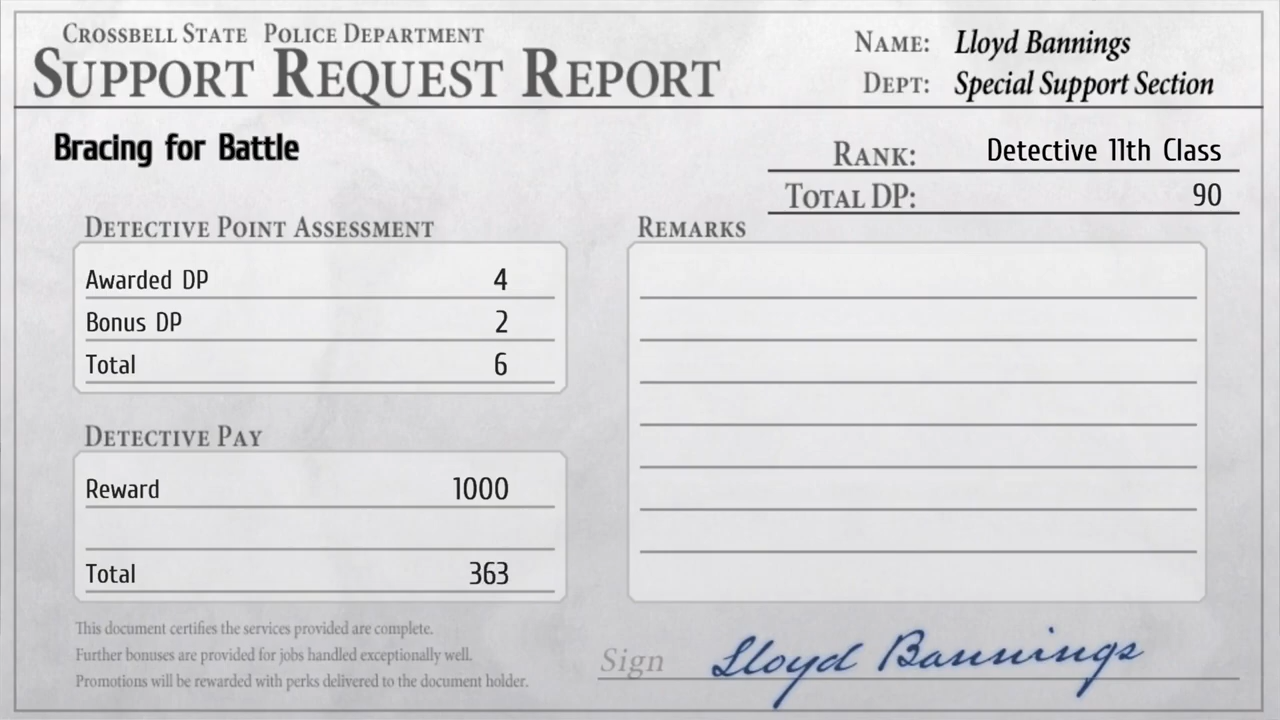 Crossbell State Police Department
Support Request Report
Name: Lloyd Bannings
Dept: Special Support Section
Bracing for Battle
Rank: Detective 11th Class
Total DP: 90
Detective Point Assessment
Awarded DP 4
Bonus DP 2
Total 6
Remarks
Detective Pay
Reward 1000
Total 363
This document certifies the services provided are complete.
Further bonuses are provided for jobs handled exceptionally well.
Promotions will be rewarded with perks delivered to the document holder.
Sign Lloyd Bannings